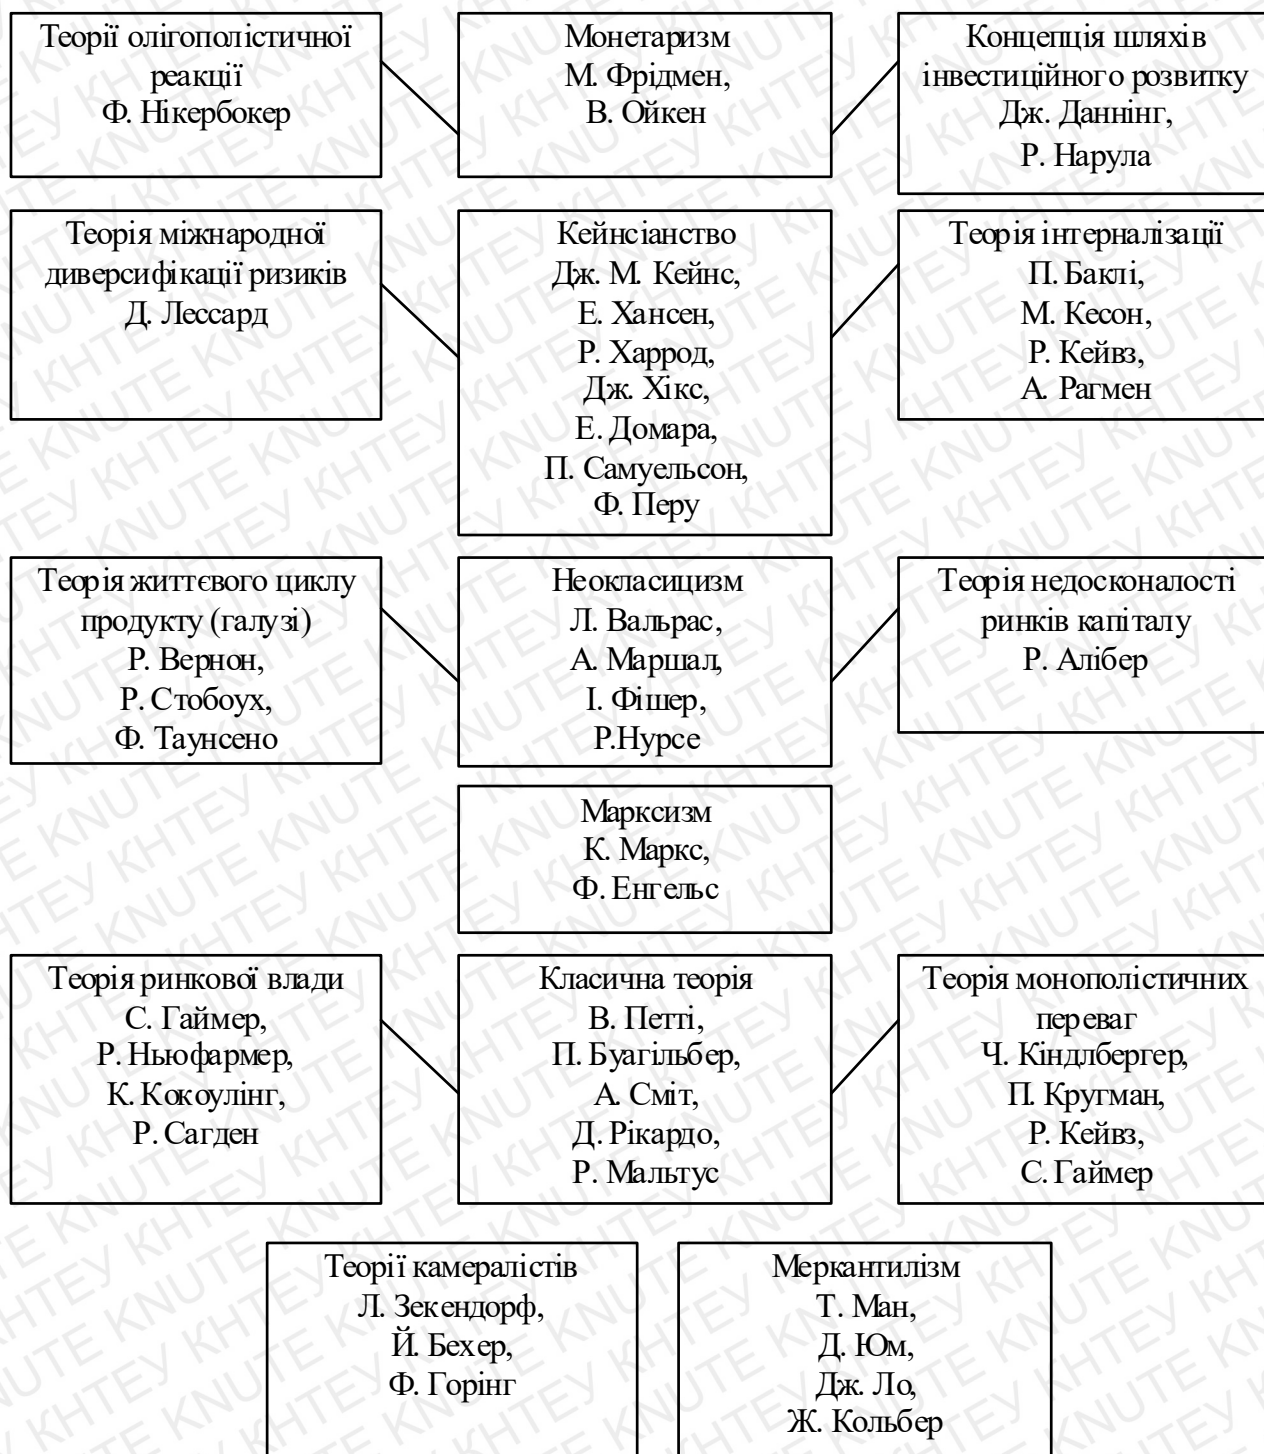 Теорії олігополістичної
реакції
Ф. Нікербокер
Монетаризм
М. Фрідмен,
В. Ойкен
Концепція шляхів
інвестиційного розвитку
Дж. Даннінг,
Р. Нарула
Теорія міжнародної
диверсифікації ризиків
Д. Лессард
Кейнсіанство
Дж. М. Кейнс,
Е. Хансен,
Р. Харрод,
Дж. Хікс,
Е. Домара,
П. Самуельсон,
Ф. Перу
Теорія інтерналізації
П. Баклі,
М. Кесон,
Р. Кейвз,
А. Рагмен
Теорія життєвого циклу
продукту (галузі)
Р. Вернон,
Р. Стобоух,
Ф. Таунсено
Неокласицизм
Л. Вальрас,
А. Маршал,
І. Фішер,
Р.Нурсе
Теорія недосконалості
ринків капіталу
Р. Алібер
Марксизм
К. Маркс,
Ф. Енгельс
Теорія ринкової влади
С. Гаймер,
Р. Ньюфармер,
К. Кокоулінг,
Р. Сагден
Класична теорія
В. Петті,
П. Буагільбер,
А. Сміт,
Д. Рікардо,
Р. Мальтус
Теорія монополістичних
переваг
Ч. Кіндлбергер,
П. Кругман,
Р. Кейвз,
С. Гаймер
Теорії камералістів
Л. Зекендорф,
Й. Бехер,
Ф. Горінг
Меркантилізм
Т. Ман,
Д. Юм,
Дж. Ло,
Ж. Кольбер